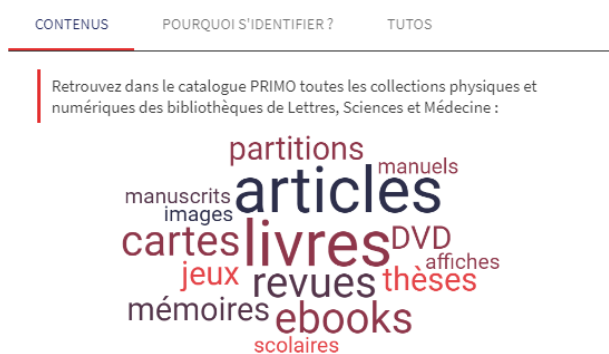 CONTENUS POURQUOI S'IDENTIFIER ? TUTOS
Retrouvez dans le catalogue PRIMO toutes les collections physiques et
numériques des bibliothèques de Lettres, Sciences et Médecine :
partitions
manuels
articles
manuscrits
images
cartes
livres
DVD
affiches
jeux
revues
thèses
mémoires
ebooks
scolaires